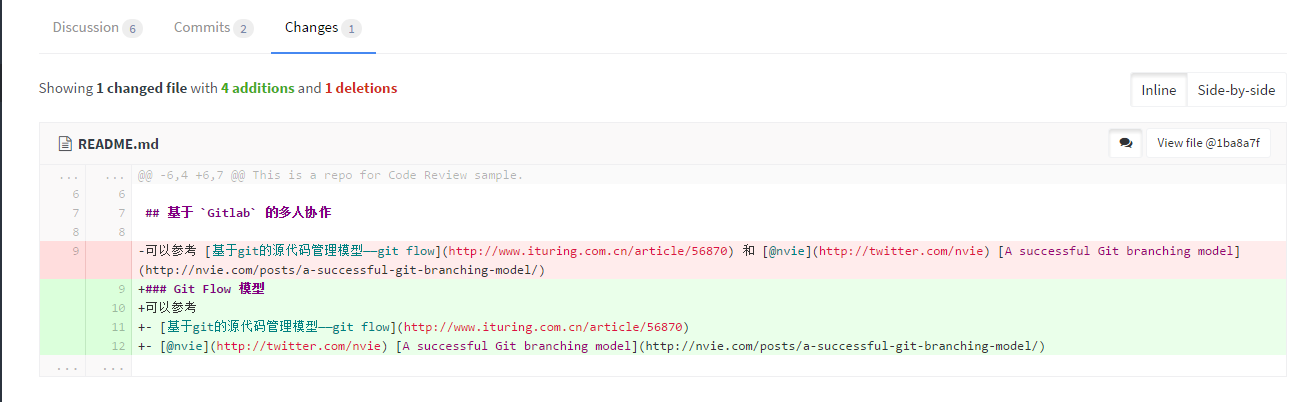 Discussion 6 Commits 2 Changes 1
Showing 1 changed file with 4 additions and 1 deletions Inline Side-by-side
README.md View file @1ba8a7f
... ... @@ -6,4 +6,7 @@ This is a repo for Code Review sample.
6 6
7 7 ## 基于 `Gitlab` 的多人协作
8 8
9 -可以参考 [基于git的源代码管理模型——git flow](http://www.ituring.com.cn/article/56870) 和 [@nvie](http://twitter.com/nvie) [A successful Git branching model]
(http://nvie.com/posts/a-successful-git-branching-model/)
9 +### Git Flow 模型
10 +可以参考
11 +- [基于git的源代码管理模型——git flow](http://www.ituring.com.cn/article/56870)
12 +- [@nvie](http://twitter.com/nvie) [A successful Git branching model](http://nvie.com/posts/a-successful-git-branching-model/)
... ...